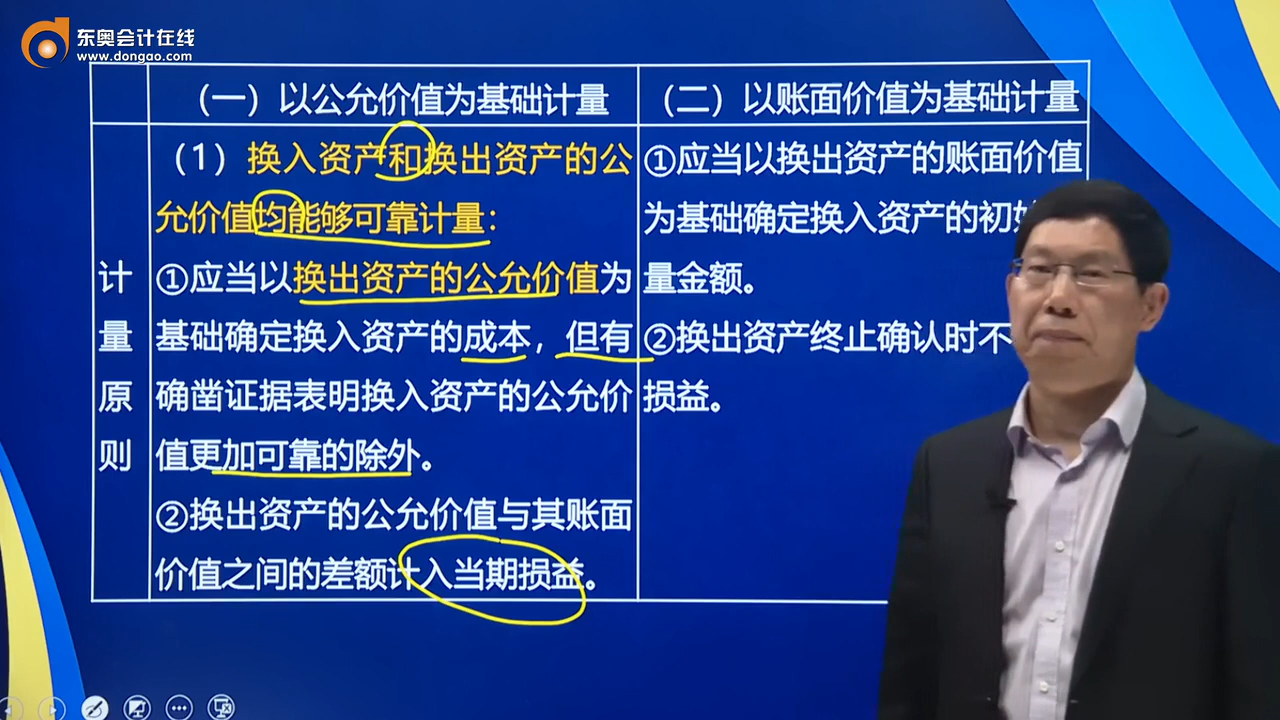 东奥会计在线
www.dongao.com
（一）以公允价值为基础计量
（二）以账面价值为基础计量
计量原则
（1）换入资产和换出资产的公
允价值均能够可靠计量：
①应当以换出资产的公允价值为
基础确定换入资产的成本，但有
确凿证据表明换入资产的公允价
值更加可靠的除外。
②换出资产的公允价值与其账面
价值之间的差额计入当期损益。
①应当以换出资产的账面价值
为基础确定换入资产的初始
量金额。
②换出资产终止确认时不
损益。